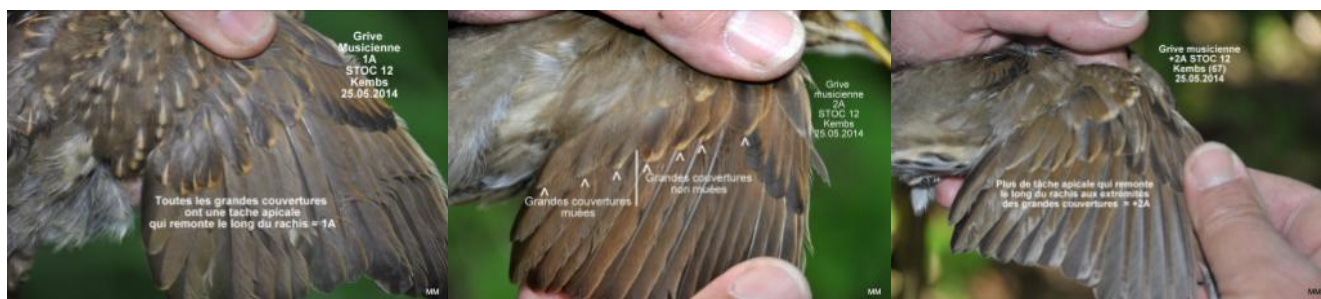 Grive
Musicienne
1A
STOC 12
Kembs
25.05.2014
Toutes les grandes couvertures
ont une tache apicale
qui remonte le long du rachis = 1A
MM
Grive
musicienne
2A
STOC 12
Kembs
25.05.2014
Grandes couvertures
non muées
Grandes couvertures
muées
MM
Grive musicienne
+2A STOC 12
Kembs (67)
25.05.2014
Plus de tâche apicale qui remonte
le long du rachis aux extrémités
des grandes couvertures = +2A
MM